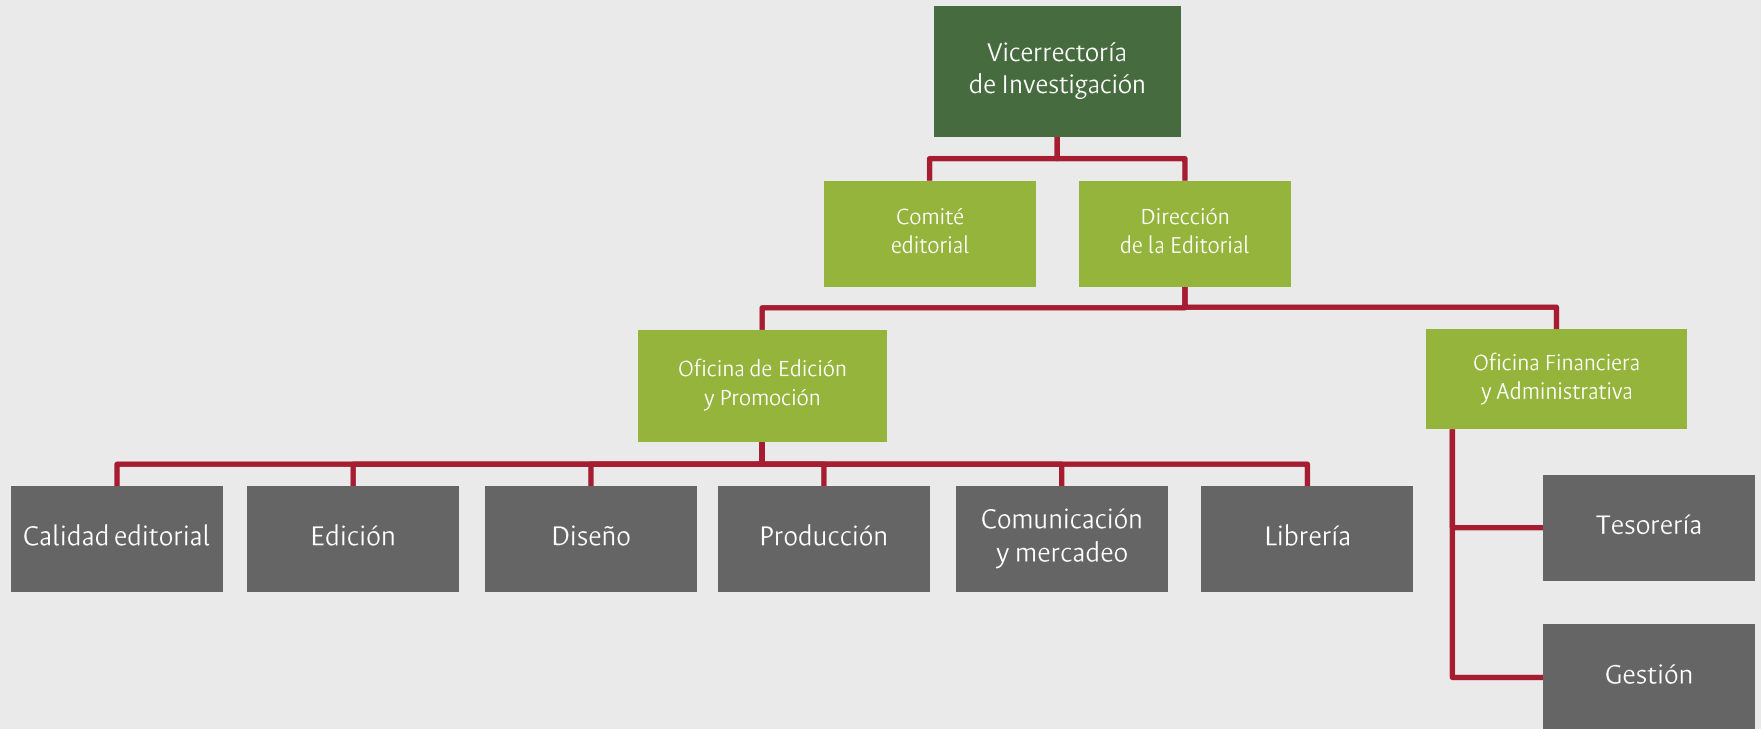 Vicerrectoría
de Investigación
Comité
editorial
Dirección
de la Editorial
Oficina de Edición
y Promoción
Oficina Financiera
y Administrativa
Calidad editorial
Edición
Diseño
Producción
Comunicación
y mercadeo
Librería
Tesorería
Gestión